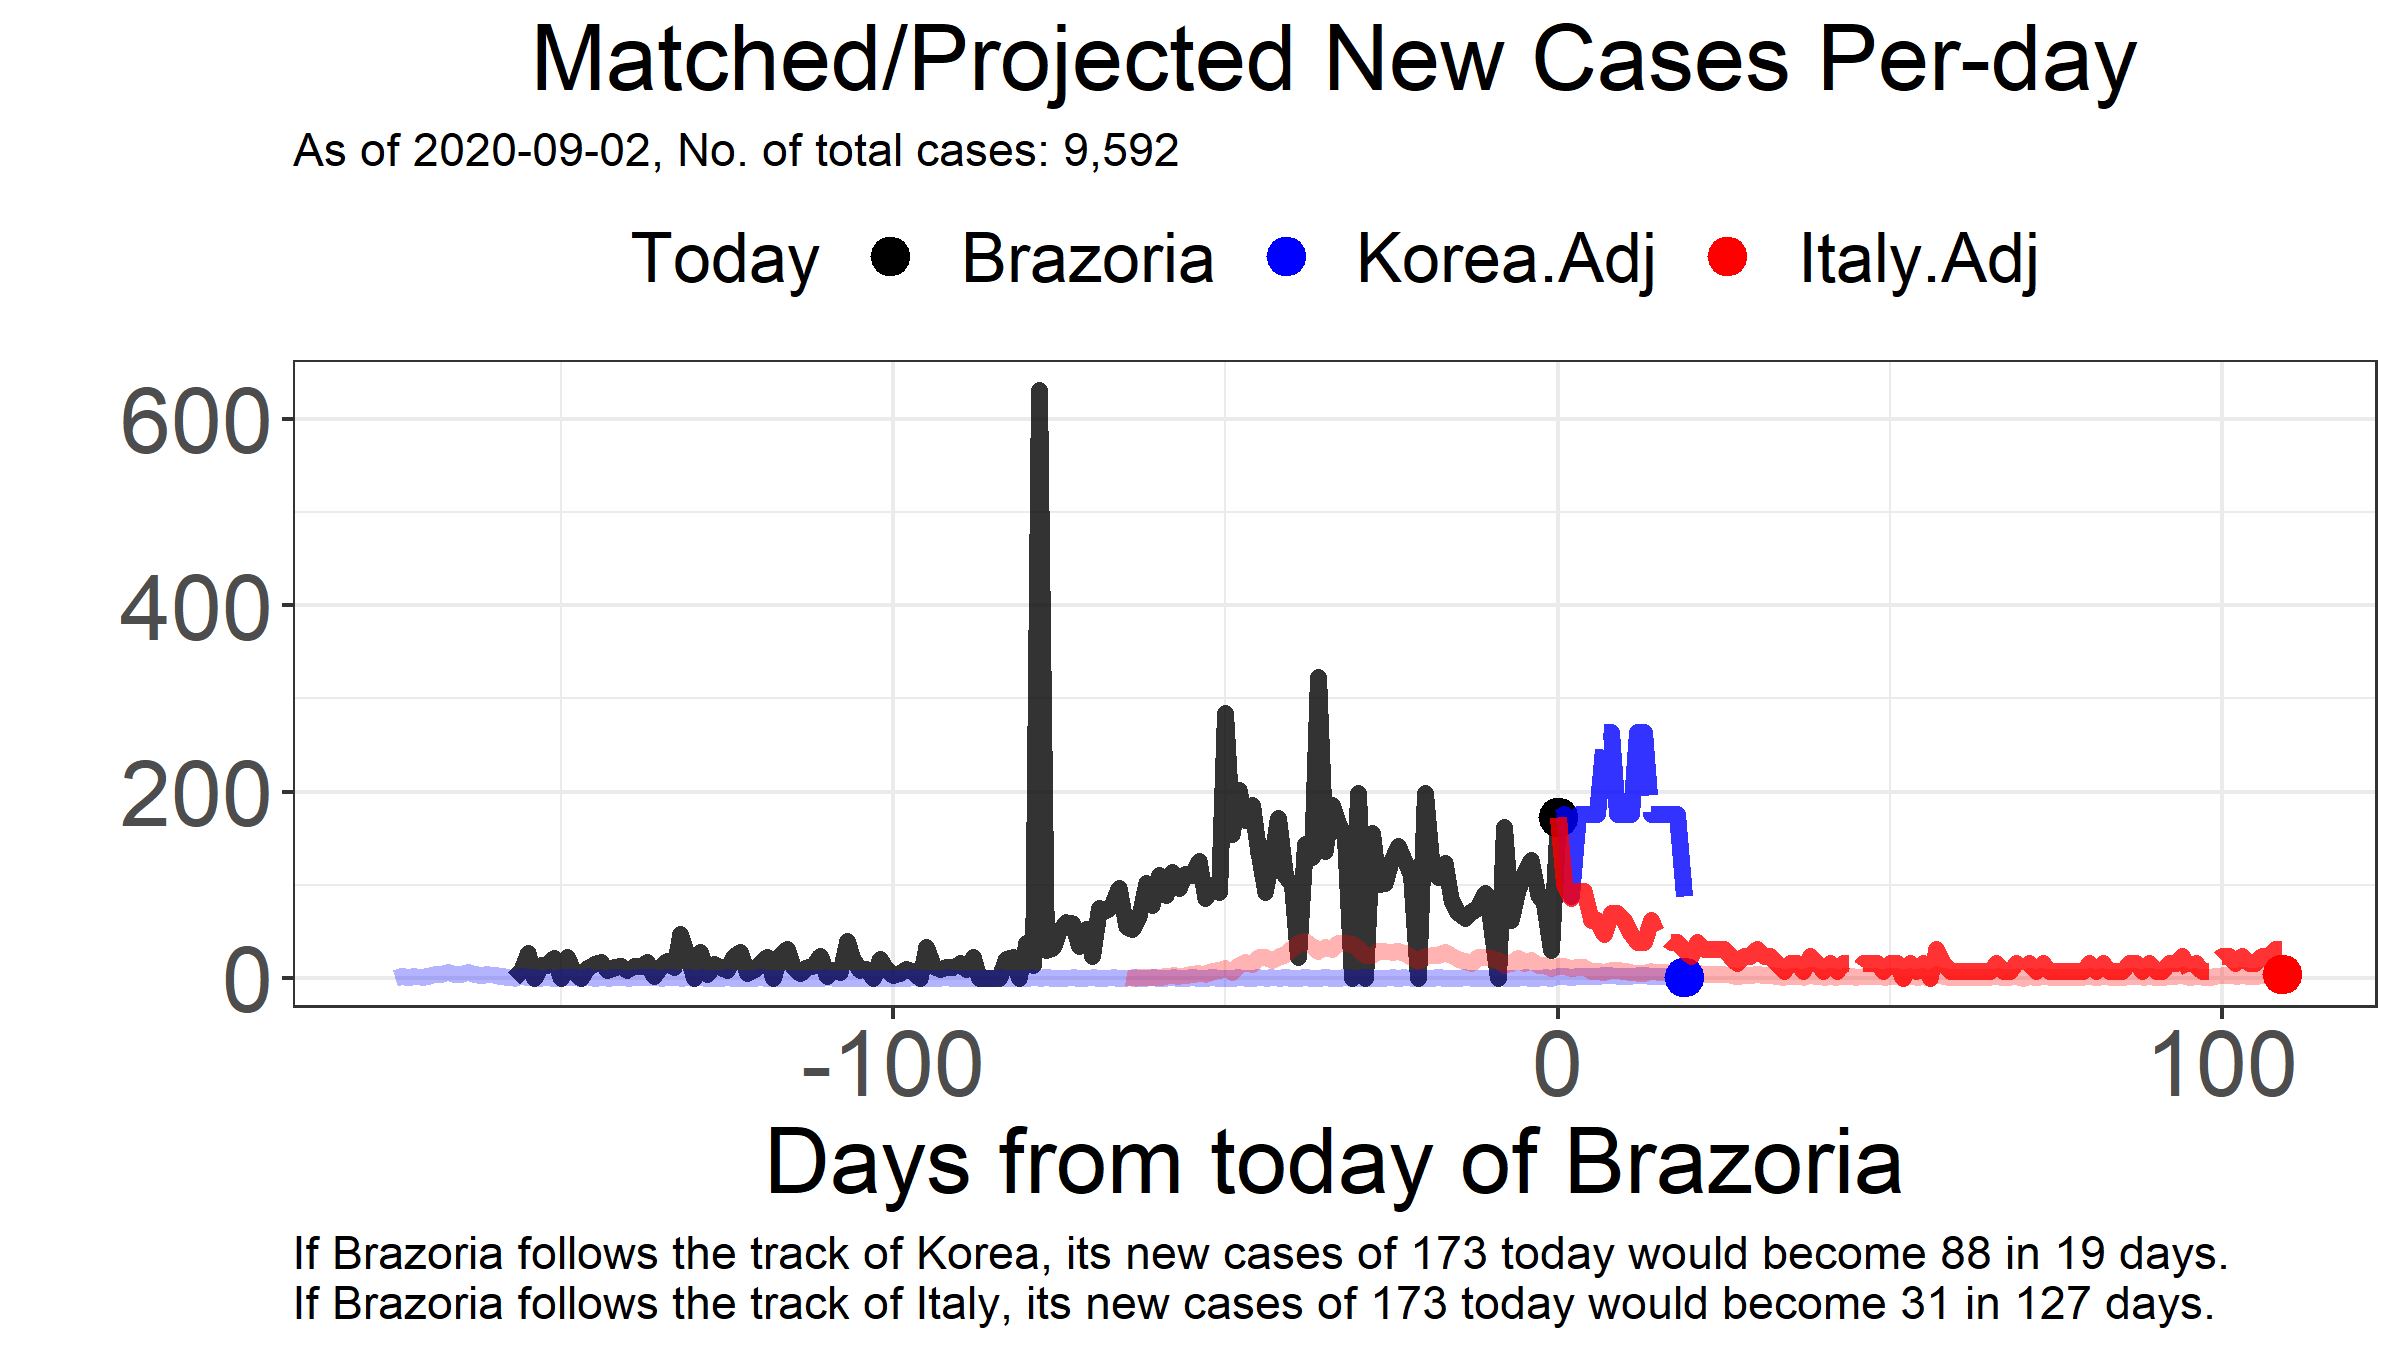 Matched/Projected New Cases Per-day
As of 2020-09-02, No. of total cases: 9,592
Today Brazoria Korea.Adj Italy.Adj
600
400
200
0
-100 0 100
Days from today of Brazoria
If Brazoria follows the track of Korea, its new cases of 173 today would become 88 in 19 days.
If Brazoria follows the track of Italy, its new cases of 173 today would become 31 in 127 days.